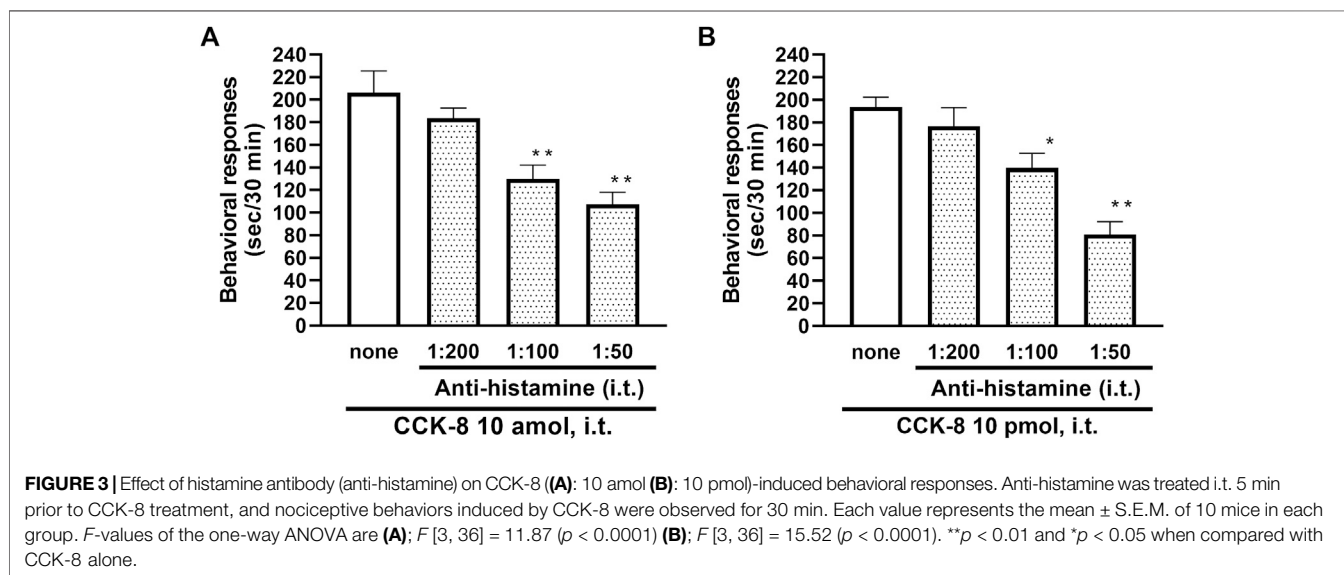 A
B
Behavioral responses
(sec/30 min)
240
220
200
180
160
140
120
100
80
60
40
20
0
**
**
none 1:200 1:100 1:50
Anti-histamine (i.t.)
CCK-8 10 amol, i.t.
Behavioral responses
(sec/30 min)
240
220
200
180
160
140
120
100
80
60
40
20
0
*
**
none 1:200 1:100 1:50
Anti-histamine (i.t.)
CCK-8 10 pmol, i.t.
FIGURE 3 | Effect of histamine antibody (anti-histamine) on CCK-8 ((A): 10 amol (B): 10 pmol)-induced behavioral responses. Anti-histamine was treated i.t. 5 min
prior to CCK-8 treatment, and nociceptive behaviors induced by CCK-8 were observed for 30 min. Each value represents the mean ± S.E.M. of 10 mice in each
group. F-values of the one-way ANOVA are (A); F [3, 36] = 11.87 (p < 0.0001) (B); F [3, 36] = 15.52 (p < 0.0001). **p < 0.01 and *p < 0.05 when compared with
CCK-8 alone.